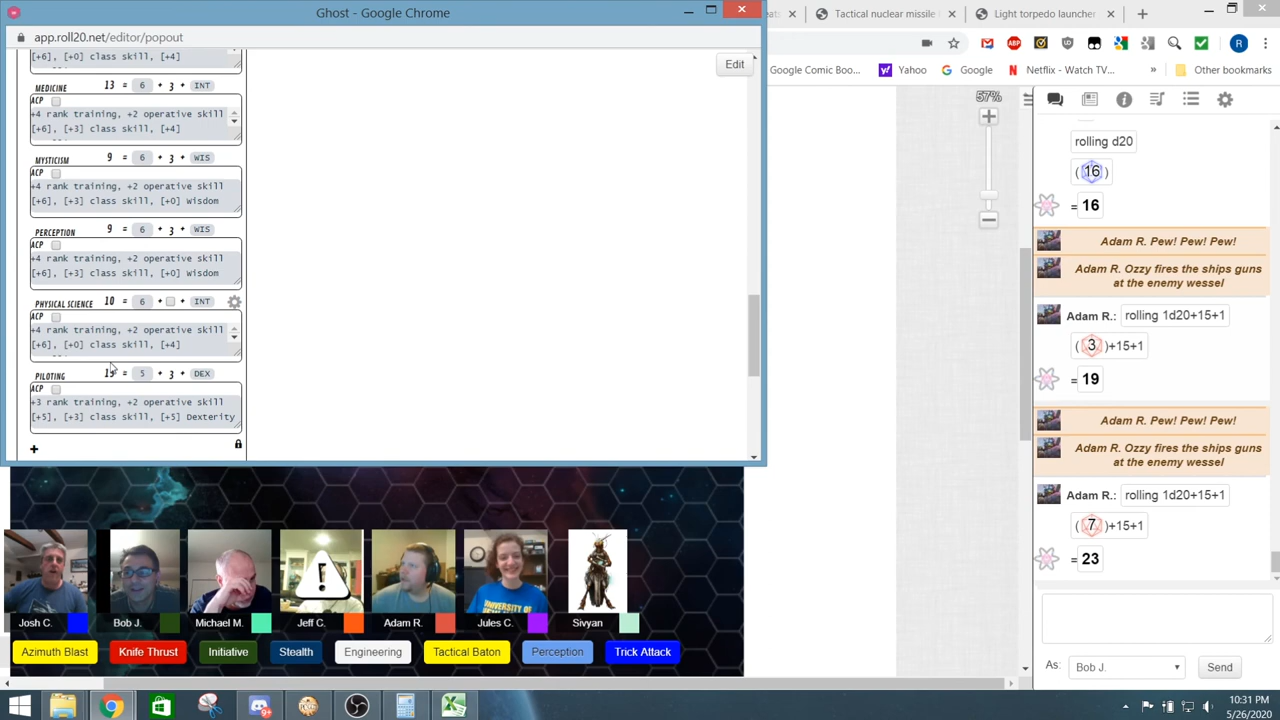 Ghost - Google Chrome
app.roll20.net/editor/popout
Edit
[+6], [+0] class skill, [+4]
MEDICINE 13 = 6 + 3 + INT
ACP
+4 rank training, +2 operative skill
[+6], [+3] class skill, [+4]
MYSTICISM 9 = 6 + 3 + WIS
ACP
+4 rank training, +2 operative skill
[+6], [+3] class skill, [+0] Wisdom
PERCEPTION 9 = 6 + 3 + WIS
ACP
+4 rank training, +2 operative skill
[+6], [+3] class skill, [+0] Wisdom
PHYSICAL SCIENCE 10 = 6 + + INT
ACP
+4 rank training, +2 operative skill
[+6], [+0] class skill, [+4]
PILOTING = 5 + 3 + DEX
ACP
+3 rank training, +2 operative skill
[+5], [+3] class skill, [+5] Dexterity
+
Tactical nuclear missile
Light torpedo launcher
Google Comic Boo...
Yahoo
Google
Netflix - Watch TV...
»
Other bookmarks
R
ABP
57%
rolling d20
(16)
= 16
Adam R. Pew! Pew! Pew!
Adam R. Ozzy fires the ships guns
at the enemy wessel
Adam R.: rolling 1d20+15+1
(3)+15+1
= 19
Adam R. Pew! Pew! Pew!
Adam R. Ozzy fires the ships guns
at the enemy wessel
Adam R.: rolling 1d20+15+1
(7)+15+1
= 23
As: Bob J. Send
Josh C. Bob J. Michael M. Jeff C. Adam R. Jules C. Sivyan
Azimuth Blast Knife Thrust Initiative Stealth Engineering Tactical Baton Perception Trick Attack
10:31 PM
5/26/2020